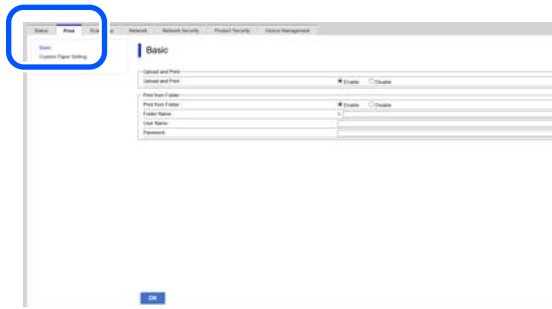 Status Print Network Network Security Product Security Device Management
Basic
Custom Paper Setting
Basic
Upload and Print
Upload and Print Enable Disable
Print from Folder
Print from Folder Enable Disable
Folder Name
User Name
Password
OK